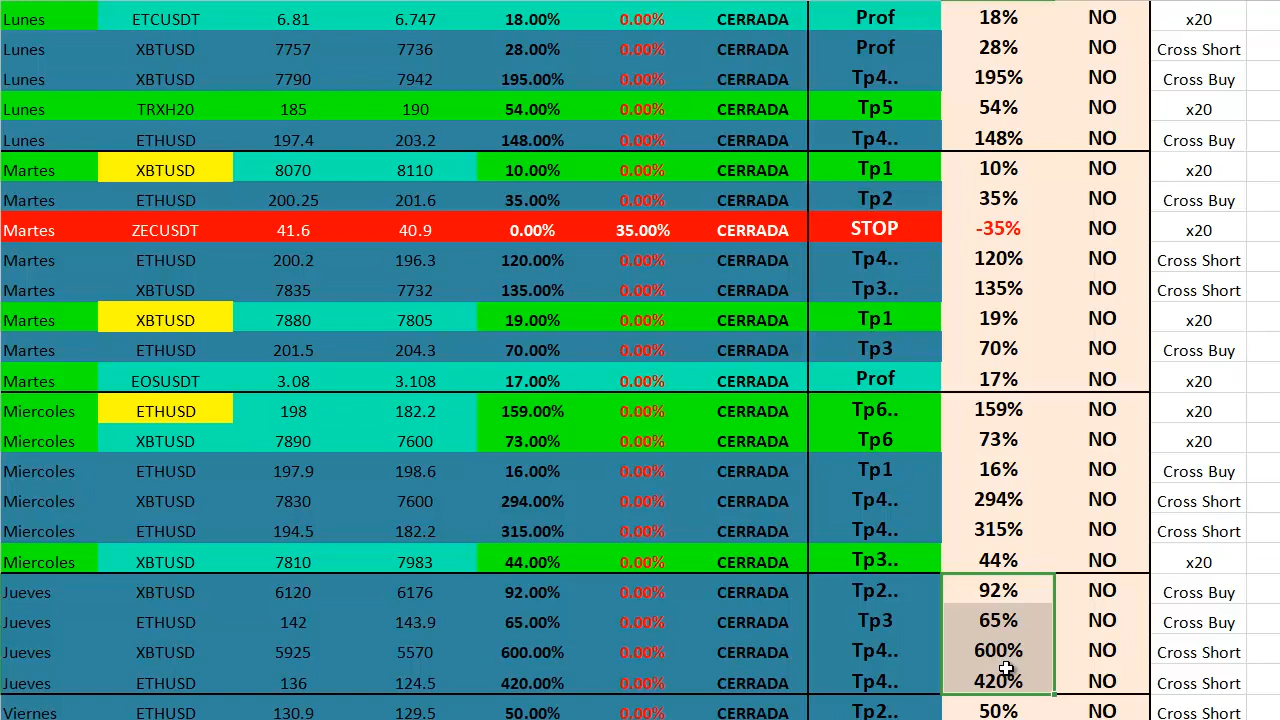 Lunes ETCUSDT 6.81 6.747 18.00% 0.00% CERRADA Prof 18% NO x20
Lunes XBTUSD 7757 7736 28.00% 0.00% CERRADA Prof 28% NO Cross Short
Lunes XBTUSD 7790 7942 195.00% 0.00% CERRADA Tp4.. 195% NO Cross Buy
Lunes TRXH20 185 190 54.00% 0.00% CERRADA Tp5 54% NO x20
Lunes ETHUSD 197.4 203.2 148.00% 0.00% CERRADA Tp4.. 148% NO Cross Buy
Martes XBTUSD 8070 8110 10.00% 0.00% CERRADA Tp1 10% NO x20
Martes ETHUSD 200.25 201.6 35.00% 0.00% CERRADA Tp2 35% NO Cross Buy
Martes ZECUSDT 41.6 40.9 0.00% 35.00% CERRADA STOP -35% NO x20
Martes ETHUSD 200.2 196.3 120.00% 0.00% CERRADA Tp4.. 120% NO Cross Short
Martes XBTUSD 7835 7732 135.00% 0.00% CERRADA Tp3.. 135% NO Cross Short
Martes XBTUSD 7880 7805 19.00% 0.00% CERRADA Tp1 19% NO x20
Martes ETHUSD 201.5 204.3 70.00% 0.00% CERRADA Tp3 70% NO Cross Buy
Martes EOSUSDT 3.08 3.108 17.00% 0.00% CERRADA Prof 17% NO x20
Miercoles ETHUSD 198 182.2 159.00% 0.00% CERRADA Tp6.. 159% NO x20
Miercoles XBTUSD 7890 7600 73.00% 0.00% CERRADA Tp6 73% NO x20
Miercoles ETHUSD 197.9 198.6 16.00% 0.00% CERRADA Tp1 16% NO Cross Buy
Miercoles XBTUSD 7830 7600 294.00% 0.00% CERRADA Tp4.. 294% NO Cross Short
Miercoles ETHUSD 194.5 182.2 315.00% 0.00% CERRADA Tp4.. 315% NO Cross Short
Miercoles XBTUSD 7810 7983 44.00% 0.00% CERRADA Tp3.. 44% NO x20
Jueves XBTUSD 6120 6176 92.00% 0.00% CERRADA Tp2.. 92% NO Cross Buy
Jueves ETHUSD 142 143.9 65.00% 0.00% CERRADA Tp3 65% NO Cross Buy
Jueves XBTUSD 5925 5570 600.00% 0.00% CERRADA Tp4.. 600% NO Cross Short
Jueves ETHUSD 136 124.5 420.00% 0.00% CERRADA Tp4.. 420% NO Cross Short
Viernes ETHUSD 130.9 129.5 50.00% 0.00% CERRADA Tp2.. 50% NO Cross Short